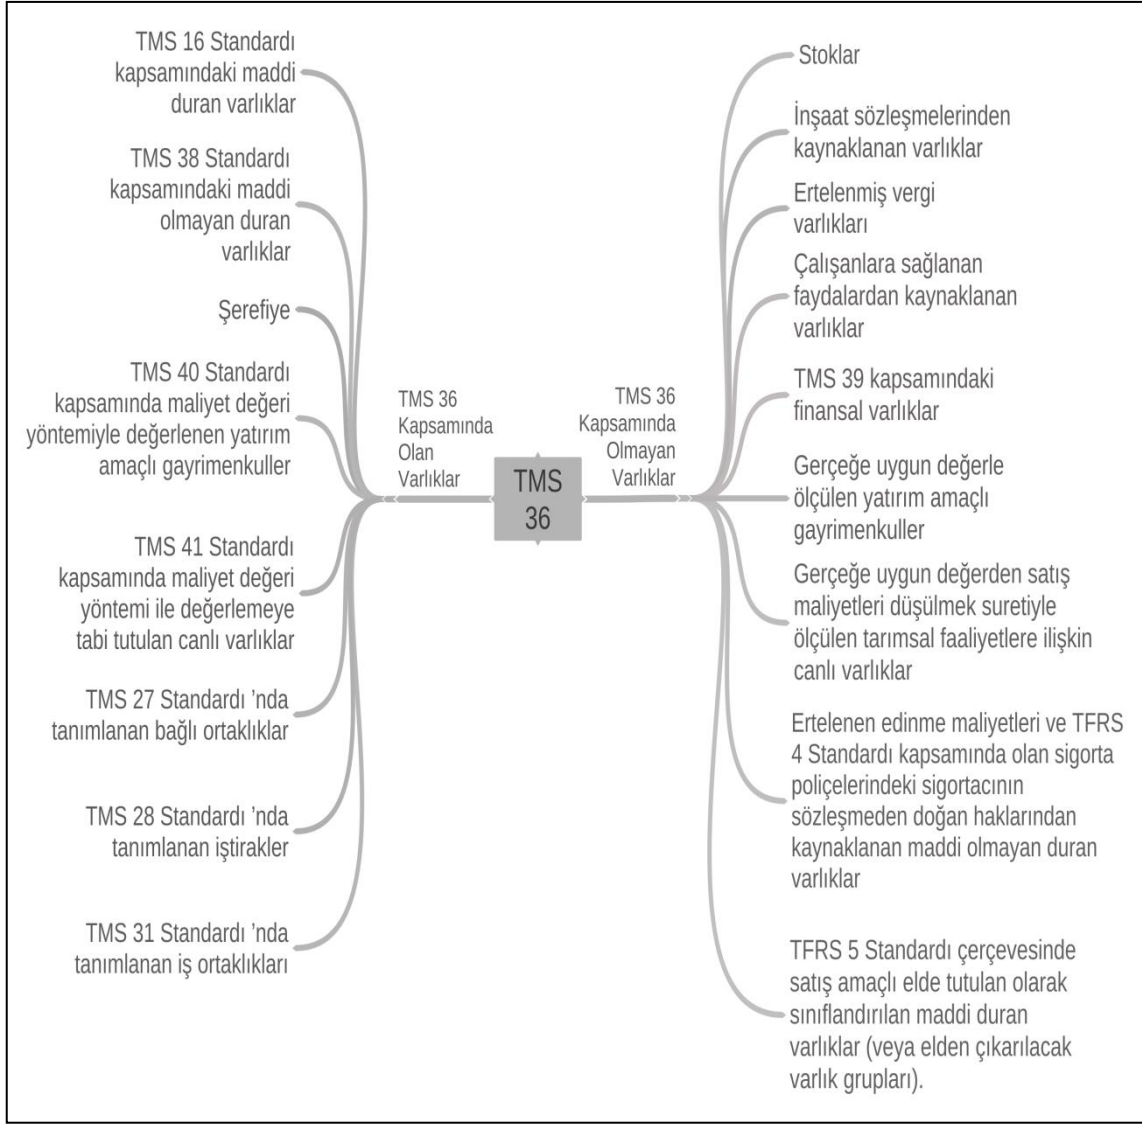 TMS 16 Standardı
kapsamındaki maddi
duran varlıklar
TMS 38 Standardı
kapsamındaki maddi
olmayan duran
varlıklar
Şerefiye
TMS 40 Standardı
kapsamında maliyet değeri
yöntemiyle değerlenen yatırım
amaçlı gayrimenkuller
TMS 41 Standardı
kapsamında maliyet değeri
yöntemi ile değerlemeye
tabi tutulan canlı varlıklar
TMS 27 Standardı ’nda
tanımlanan bağlı ortaklıklar
TMS 28 Standardı ’nda
tanımlanan iştirakler
TMS 31 Standardı ’nda
tanımlanan iş ortaklıkları
TMS 36
Kapsamında
Olan
Varlıklar
TMS
36
TMS 36
Kapsamında
Olmayan
Varlıklar
Stoklar
İnşaat sözleşmelerinden
kaynaklanan varlıklar
Ertelenmiş vergi
varlıkları
Çalışanlara sağlanan
faydalardan kaynaklanan
varlıklar
TMS 39 kapsamındaki
finansal varlıklar
Gerçeğe uygun değerle
ölçülen yatırım amaçlı
gayrimenkuller
Gerçeğe uygun değerden satış
maliyetleri düşülmek suretiyle
ölçülen tarımsal faaliyetlere ilişkin
canlı varlıklar
Ertelenen edinme maliyetleri ve TFRS
4 Standardı kapsamında olan sigorta
poliçelerindeki sigortacının
sözleşmeden doğan haklarından
kaynaklanan maddi olmayan duran
varlıklar
TFRS 5 Standardı çerçevesinde
satış amaçlı elde tutulan olarak
sınıflandırılan maddi duran
varlıklar (veya elden çıkarılacak
varlık grupları).